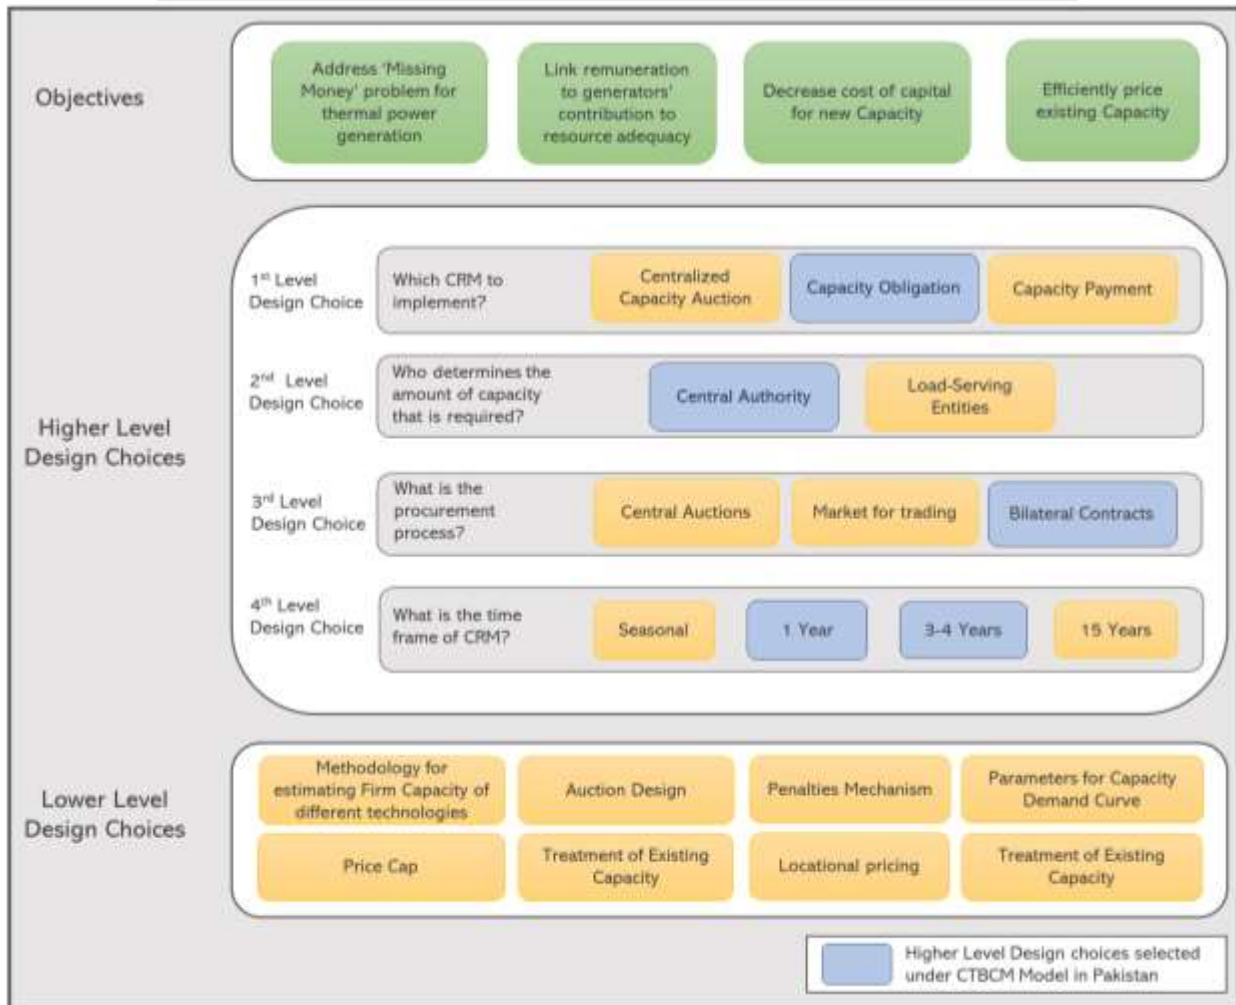 Objectives
Address ‘Missing
Money’ problem for
thermal power
generation
Link remuneration
to generators’
contribution to
resource adequacy
Decrease cost of capital
for new Capacity
Efficiently price
existing Capacity
Higher Level
Design Choices
1st Level
Design Choice
Which CRM to
implement?
Centralized
Capacity Auction
Capacity Obligation
Capacity Payment
2nd Level
Design Choice
Who determines the
amount of capacity
that is required?
Central Authority
Load-Serving
Entities
3rd Level
Design Choice
What is the
procurement
process?
Central Auctions
Market for trading
Bilateral Contracts
4th Level
Design Choice
What is the time
frame of CRM?
Seasonal
1 Year
3-4 Years
15 Years
Lower Level
Design Choices
Methodology for
estimating Firm Capacity of
different technologies
Auction Design
Penalties Mechanism
Parameters for Capacity
Demand Curve
Price Cap
Treatment of Existing
Capacity
Locational pricing
Treatment of Existing
Capacity
Higher Level Design choices selected
under CTBCM Model in Pakistan